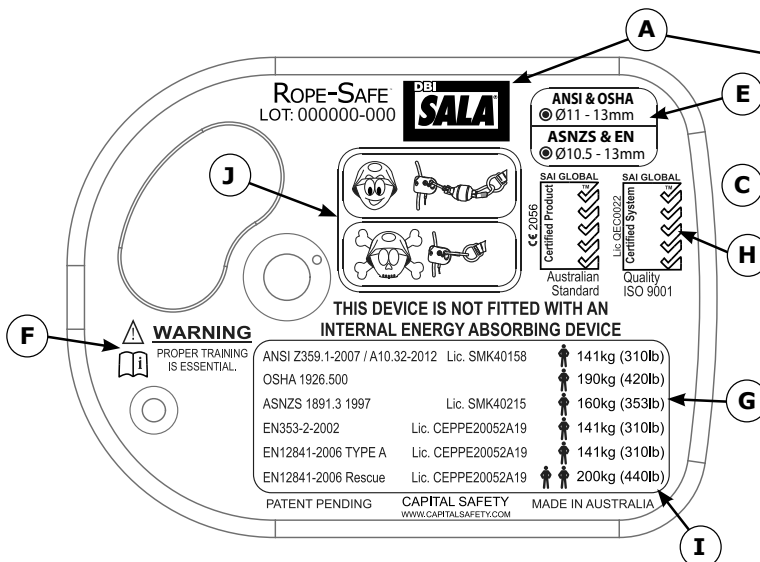 A
ROPE-SAFE™
LOT: 000000-000
DBI
SALA®
ANSI & OSHA
Ø11 - 13mm
ASNZS & EN
Ø10.5 - 13mm
E
J
SAI GLOBAL
™
CE 2056
Certified Product
Australian
Standard
SAI GLOBAL
™
Lic QEC0022
Certified System
Quality
ISO 9001
C
H
THIS DEVICE IS NOT FITTED WITH AN
INTERNAL ENERGY ABSORBING DEVICE
F
WARNING
PROPER TRAINING
IS ESSENTIAL.
ANSI Z359.1-2007 / A10.32-2012 Lic. SMK40158 141kg (310lb)
OSHA 1926.500 190kg (420lb)
ASNZS 1891.3 1997 Lic. SMK40215 160kg (353lb)
EN353-2-2002 Lic. CEPPE20052A19 141kg (310lb)
EN12841-2006 TYPE A Lic. CEPPE20052A19 141kg (310lb)
EN12841-2006 Rescue Lic. CEPPE20052A19 200kg (440lb)
G
PATENT PENDING CAPITAL SAFETY MADE IN AUSTRALIA
WWW.CAPITALSAFETY.COM
I